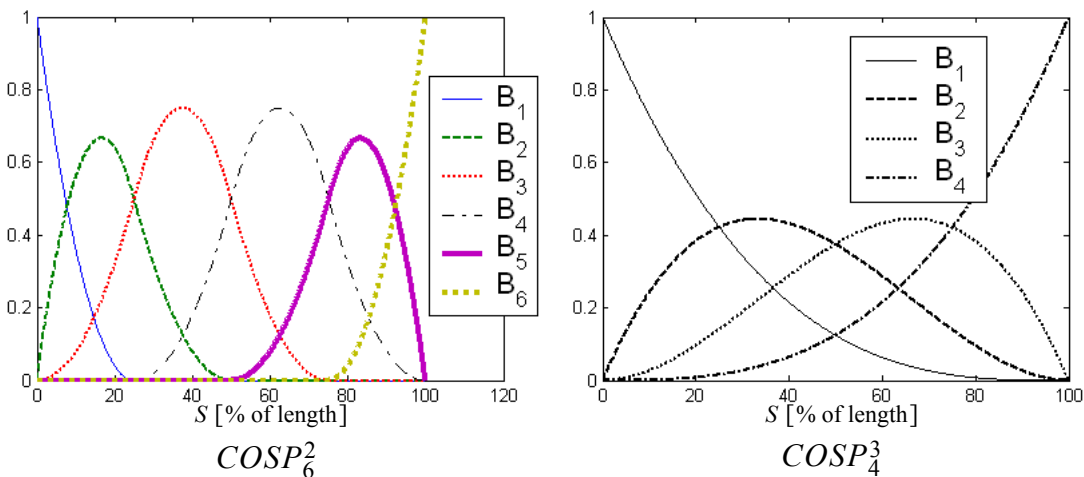 1
0.8
0.6
0.4
0.2
0
0 20 40 60 80 100 120
B₁
B₂
B₃
B₄
B₅
B₆
S [% of length]
COSP₆²
1
0.8
0.6
0.4
0.2
0
0 20 40 60 80 100
B₁
B₂
B₃
B₄
S [% of length]
COSP₄³